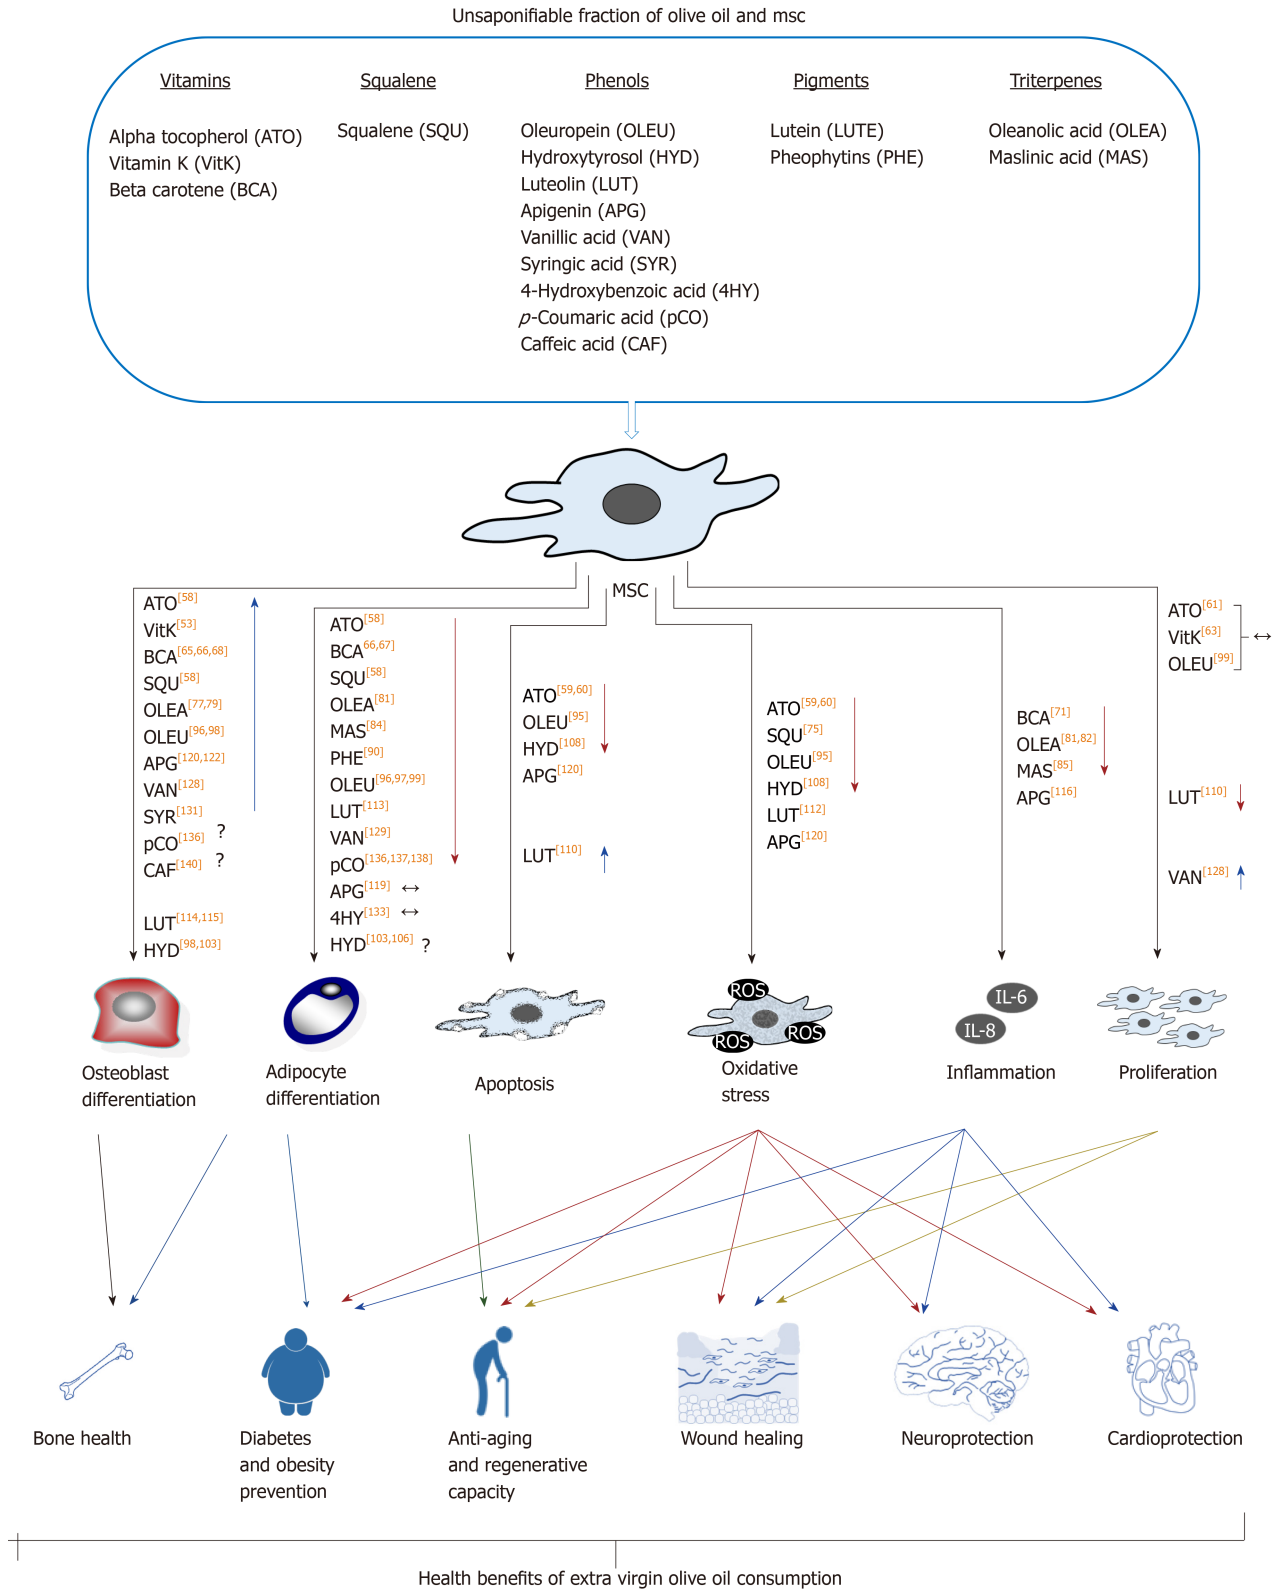 Unsaponifiable fraction of olive oil and msc
Vitamins
Alpha tocopherol (ATO)
Vitamin K (VitK)
Beta carotene (BCA)
Squalene
Squalene (SQU)
Phenols
Oleuropein (OLEU)
Hydroxytyrosol (HYD)
Luteolin (LUT)
Apigenin (APG)
Vanillic acid (VAN)
Syringic acid (SYR)
4-Hydroxybenzoic acid (4HY)
p-Coumaric acid (pCO)
Caffeic acid (CAF)
Pigments
Lutein (LUTE)
Pheophytins (PHE)
Triterpenes
Oleanolic acid (OLEA)
Maslinic acid (MAS)
MSC
ATO[58]
VitK[53]
BCA[65,66,68]
SQU[58]
OLEA[77,79]
OLEU[96,98]
APG[120,122]
VAN[128]
SYR[131]
pCO[136] ?
CAF[140] ?
LUT[114,115]
HYD[98,103]
ATO[58]
BCA66,67]
SQU[58]
OLEA[81]
MAS[84]
PHE[90]
OLEU[96,97,99]
LUT[113]
VAN[129]
pCO[136,137,138]
APG[119] ↔
4HY[133] ↔
HYD[103,106] ?
ATO[59,60]
OLEU[95]
HYD[108]
APG[120]
LUT[110]
ATO[59,60]
SQU[75]
OLEU[95]
HYD[108]
LUT[112]
APG[120]
BCA[71]
OLEA[81,82]
MAS[85]
APG[116]
ATO[61]
VitK[63] ↔
OLEU[99]
LUT[110]
VAN[128]
ROS
ROS
ROS
IL-6
IL-8
Osteoblast
differentiation
Adipocyte
differentiation
Apoptosis
Oxidative
stress
Inflammation
Proliferation
Bone health
Diabetes
and obesity
prevention
Anti-aging
and regenerative
capacity
Wound healing
Neuroprotection
Cardioprotection
Health benefits of extra virgin olive oil consumption